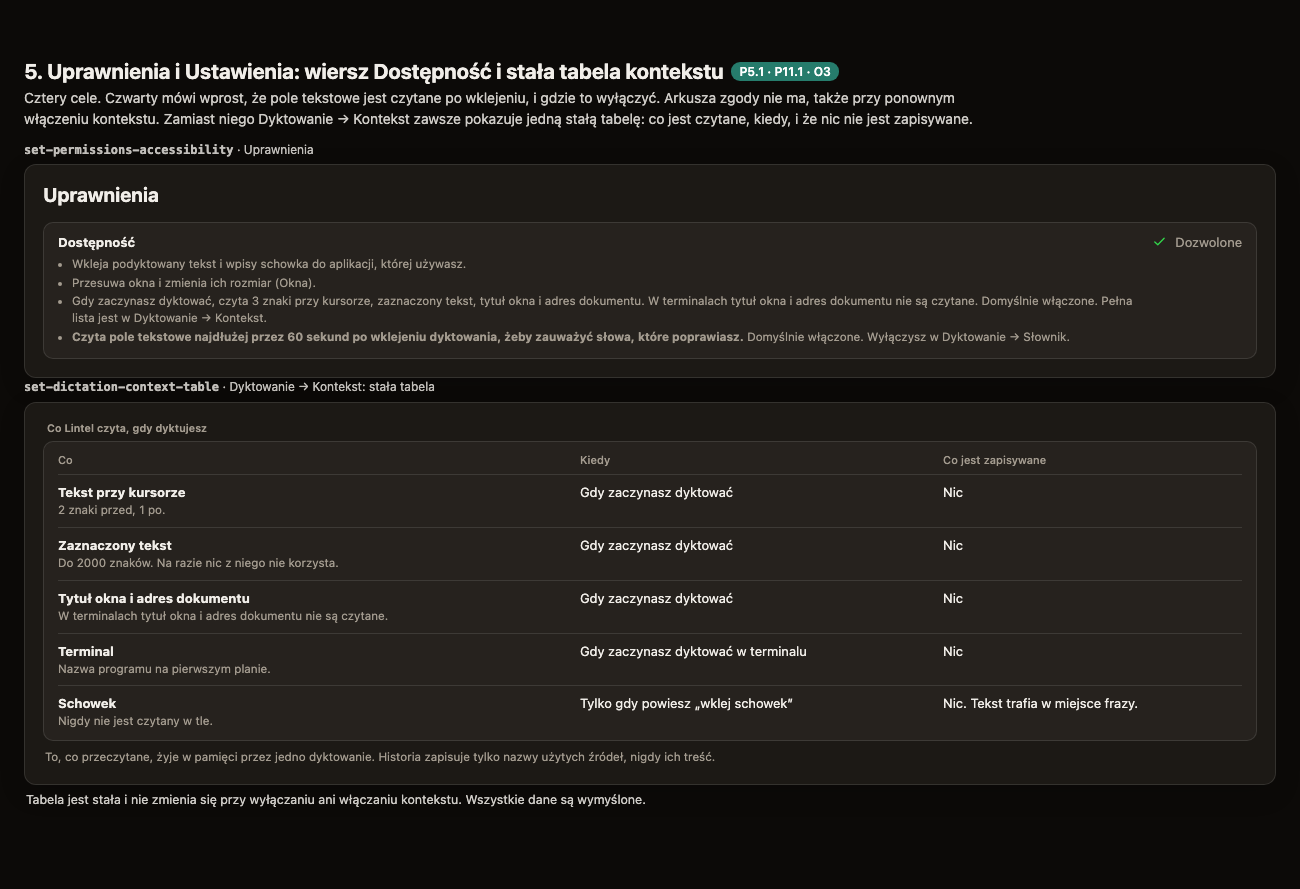 5. Uprawnienia i Ustawienia: wiersz Dostępność i stała tabela kontekstu P5.1 · P11.1 · O3
Cztery cele. Czwarty mówi wprost, że pole tekstowe jest czytane po wklejeniu, i gdzie to wyłączyć. Arkusza zgody nie ma, także przy ponownym
włączeniu kontekstu. Zamiast niego Dyktowanie → Kontekst zawsze pokazuje jedną stałą tabelę: co jest czytane, kiedy, i że nic nie jest zapisywane.
set-permissions-accessibility · Uprawnienia
Uprawnienia
Dostępność
✓ Dozwolone
• Wkleja podyktowany tekst i wpisy schowka do aplikacji, której używasz.
• Przesuwa okna i zmienia ich rozmiar (Okna).
• Gdy zaczynasz dyktować, czyta 3 znaki przy kursorze, zaznaczony tekst, tytuł okna i adres dokumentu. W terminalach tytuł okna i adres dokumentu nie są czytane. Domyślnie włączone. Pełna
lista jest w Dyktowanie → Kontekst.
• Czyta pole tekstowe najdłużej przez 60 sekund po wklejeniu dyktowania, żeby zauważyć słowa, które poprawiasz. Domyślnie włączone. Wyłączysz w Dyktowanie → Słownik.
set-dictation-context-table · Dyktowanie → Kontekst: stała tabela
Co Lintel czyta, gdy dyktujesz
Co Kiedy Co jest zapisywane
Tekst przy kursorze Gdy zaczynasz dyktować Nic
2 znaki przed, 1 po.
Zaznaczony tekst Gdy zaczynasz dyktować Nic
Do 2000 znaków. Na razie nic z niego nie korzysta.
Tytuł okna i adres dokumentu Gdy zaczynasz dyktować Nic
W terminalach tytuł okna i adres dokumentu nie są czytane.
Terminal Gdy zaczynasz dyktować w terminalu Nic
Nazwa programu na pierwszym planie.
Schowek Tylko gdy powiesz „wklej schowek” Nic. Tekst trafia w miejsce frazy.
Nigdy nie jest czytany w tle.
To, co przeczytane, żyje w pamięci przez jedno dyktowanie. Historia zapisuje tylko nazwy użytych źródeł, nigdy ich treść.
Tabela jest stała i nie zmienia się przy wyłączaniu ani włączaniu kontekstu. Wszystkie dane są wymyślone.